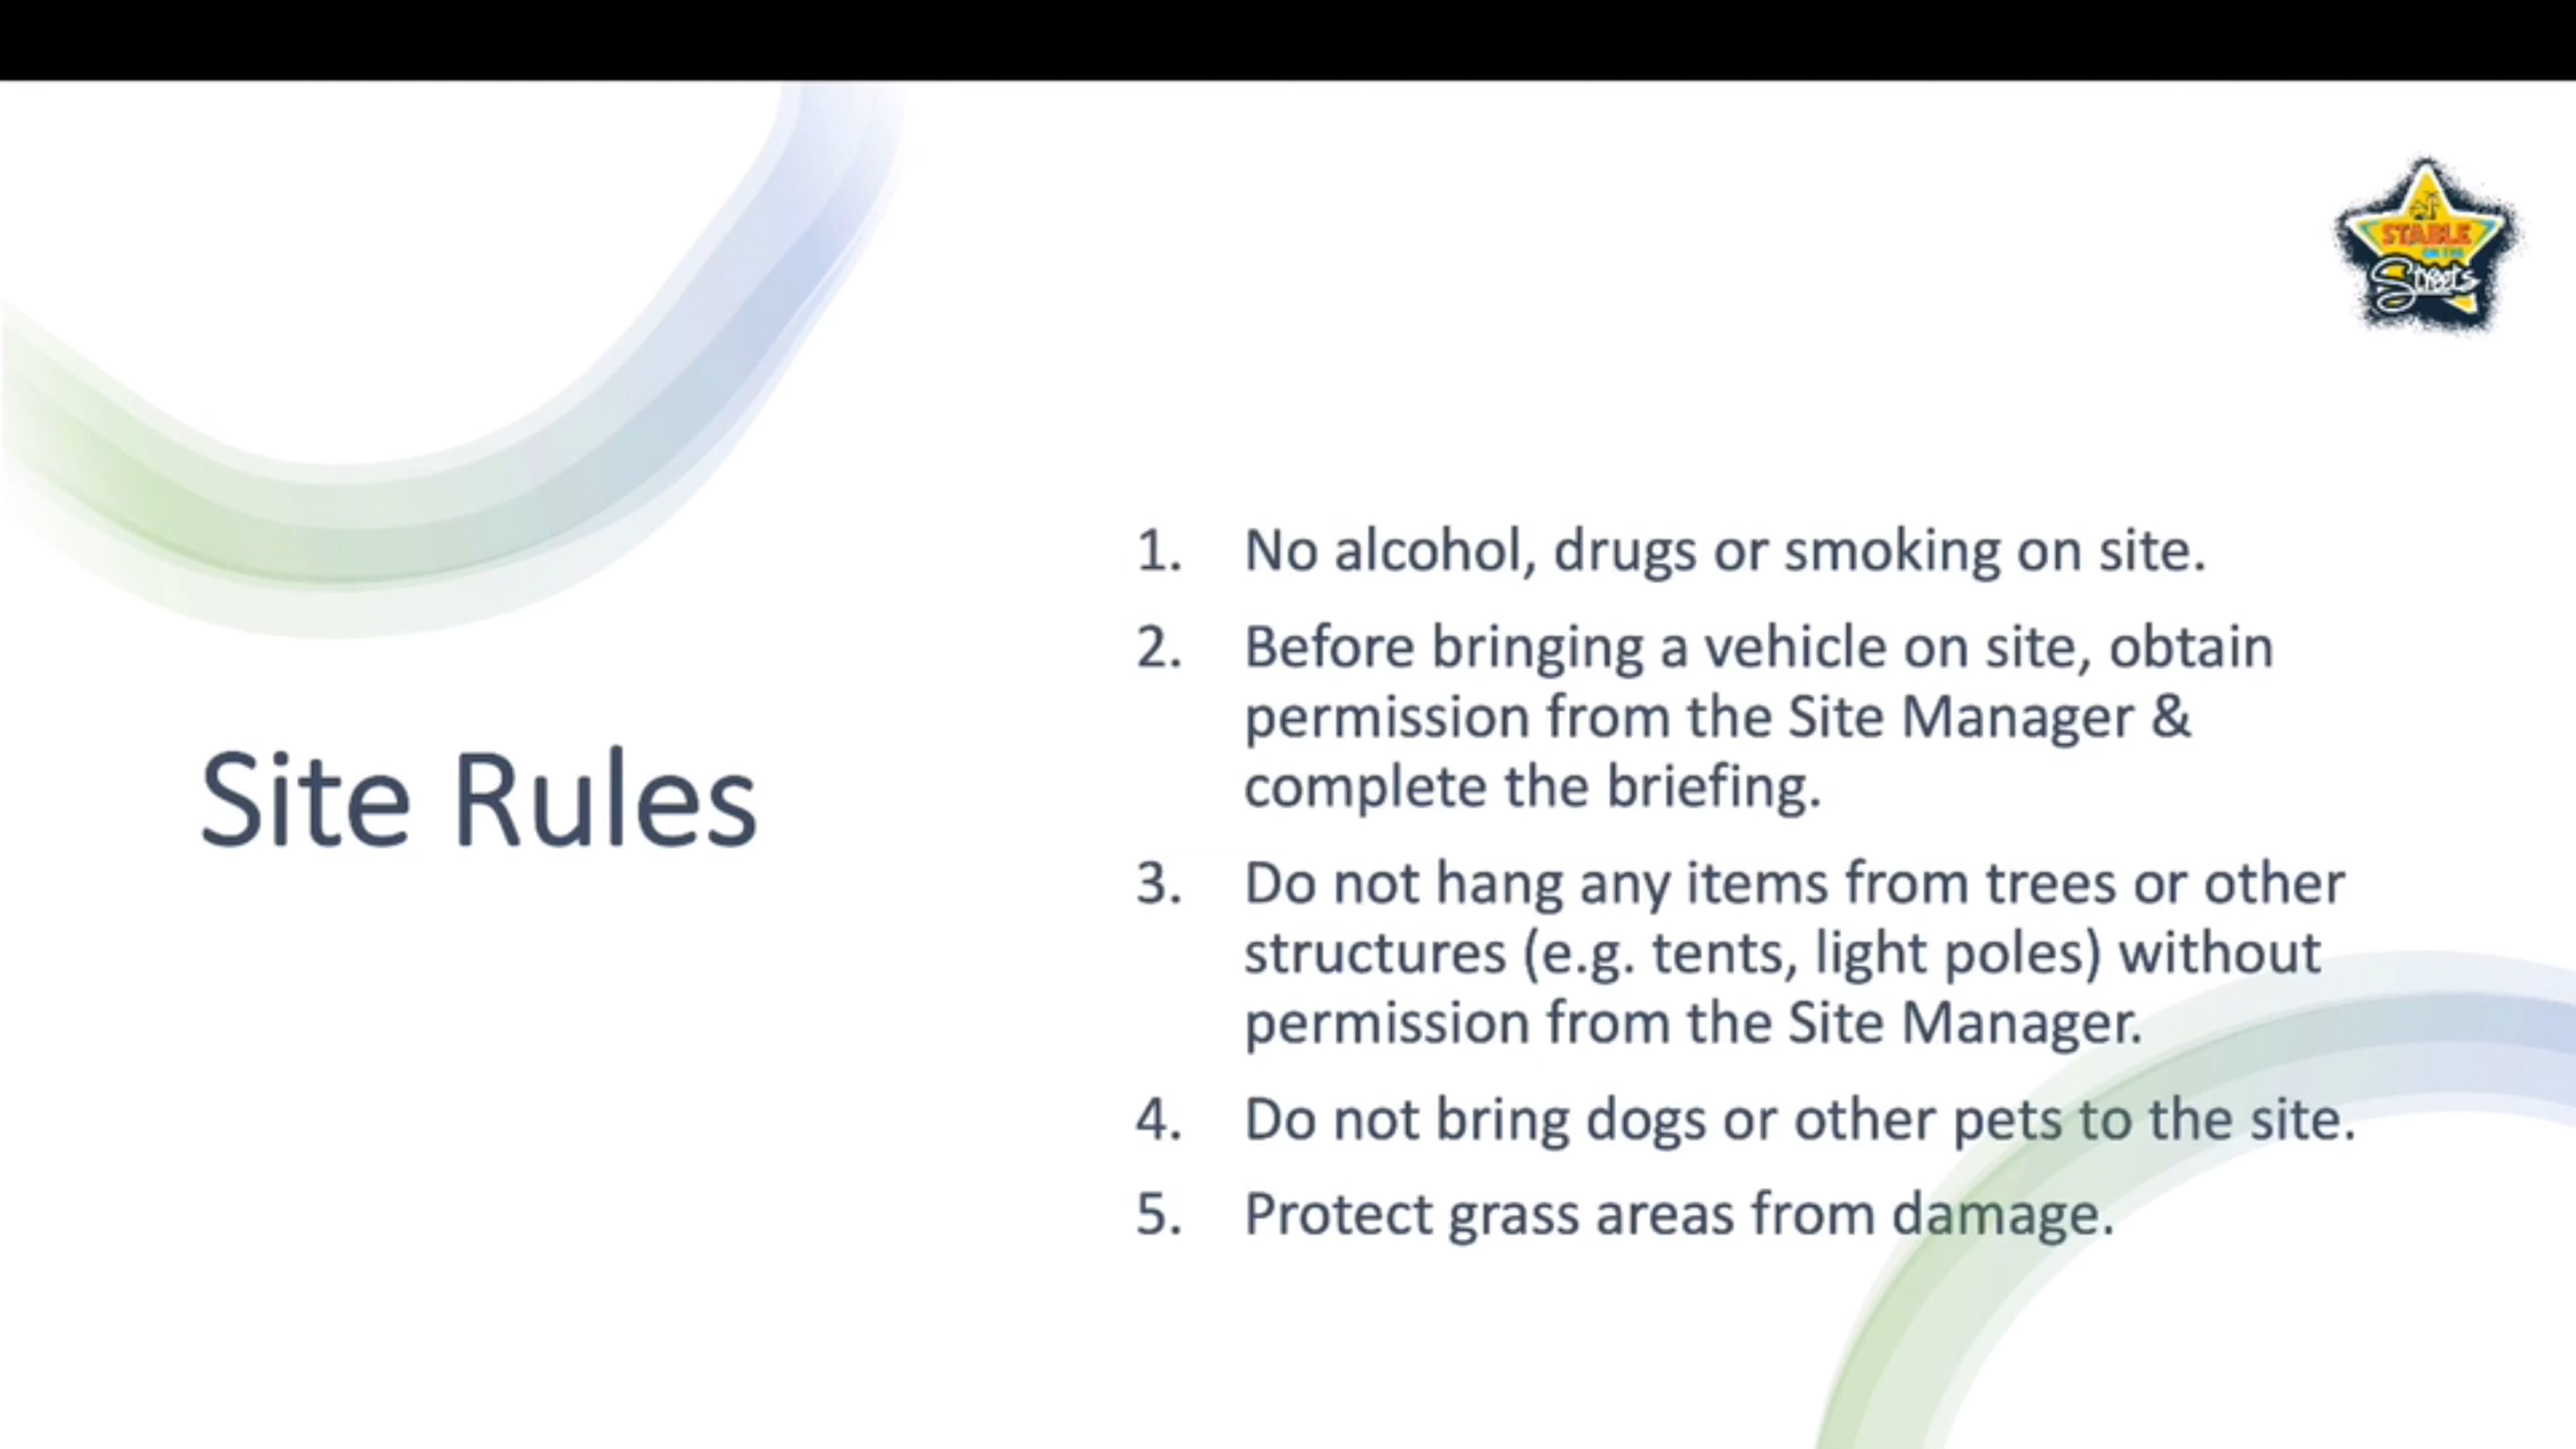 STABLE
ON THE
Streets
Site Rules
1. No alcohol, drugs or smoking on site.
2. Before bringing a vehicle on site, obtain
permission from the Site Manager &
complete the briefing.
3. Do not hang any items from trees or other
structures (e.g. tents, light poles) without
permission from the Site Manager.
4. Do not bring dogs or other pets to the site.
5. Protect grass areas from damage.